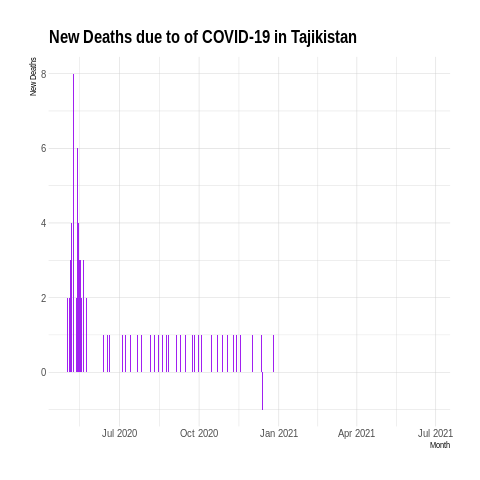 New Deaths due to of COVID-19 in Tajikistan
New Deaths
8
6
4
2
0
Jul 2020 Oct 2020 Jan 2021 Apr 2021 Jul 2021
Month